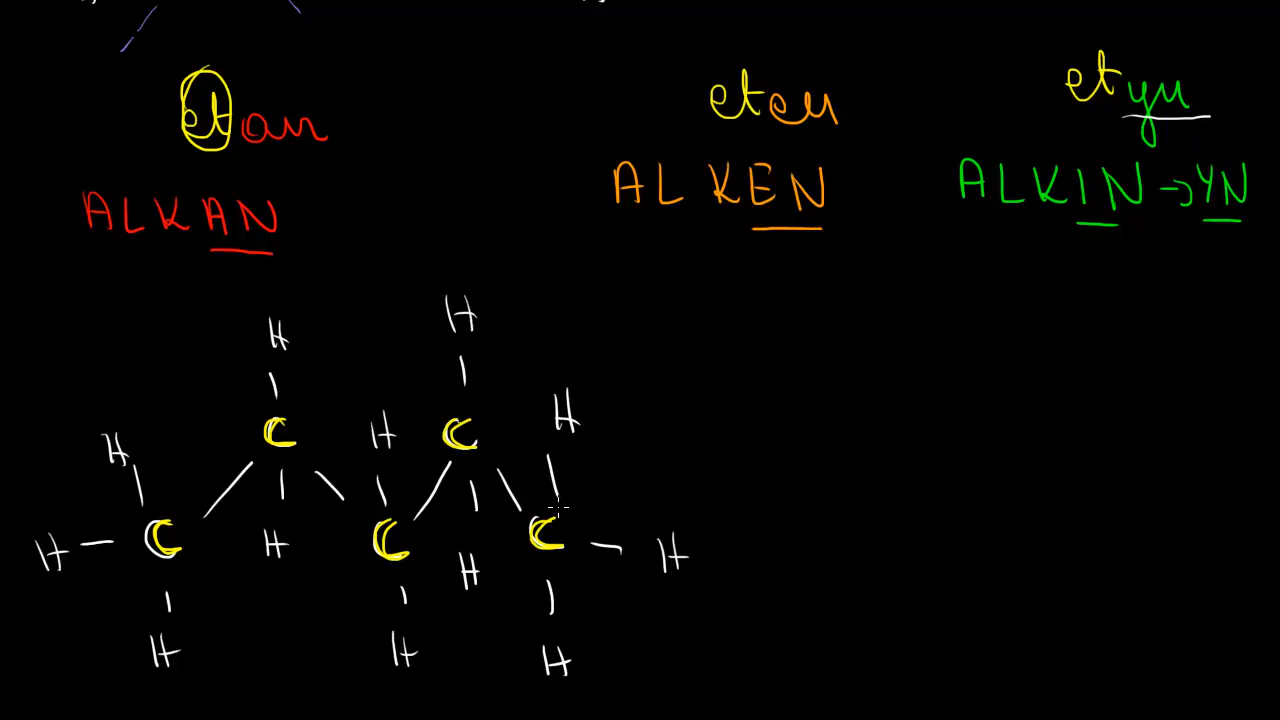 etan eten etyn
ALKAN ALKEN ALKIN → YN
H H
H H H
C C
H C H C H C H
H H H